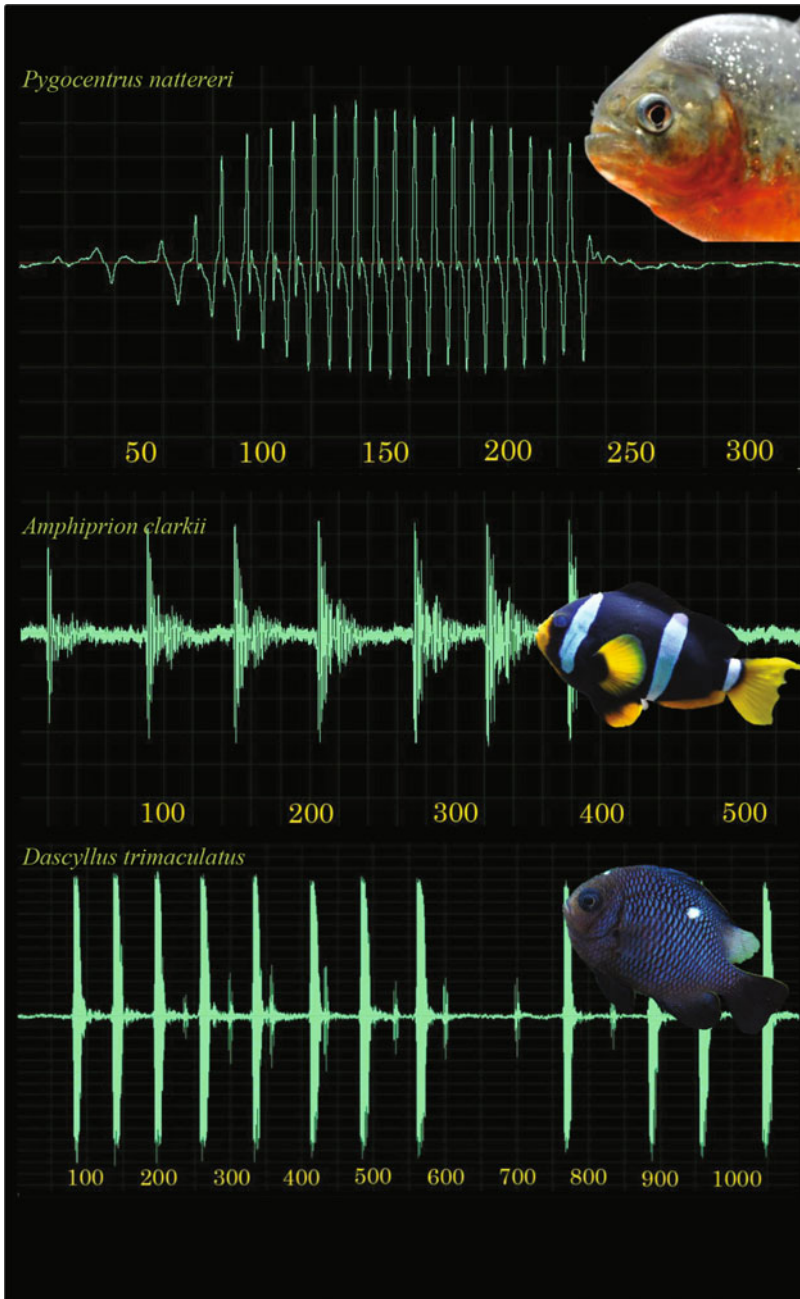 Pygocentrus nattereri
50 100 150 200 250 300
Amphiprion clarkii
100 200 300 400 500
Dascyllus trimaculatus
100 200 300 400 500 600 700 800 900 1000